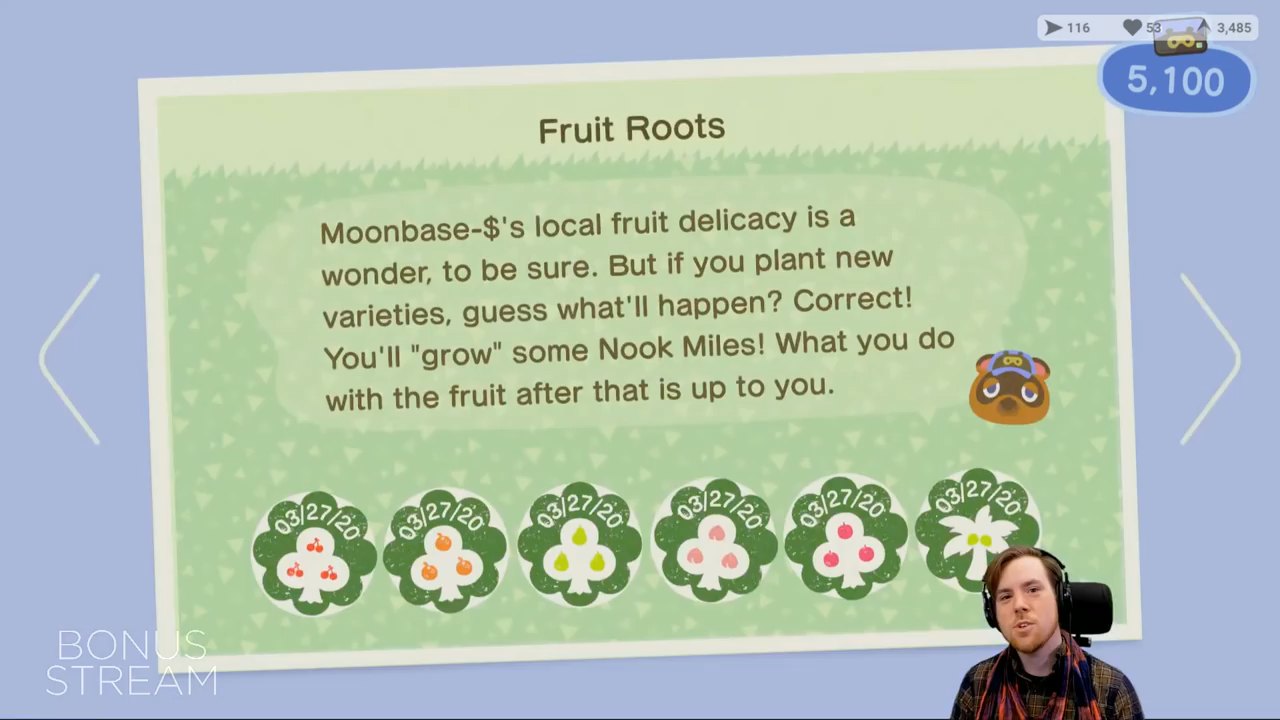 116 53 3,485
5,100
Fruit Roots
Moonbase-$'s local fruit delicacy is a
wonder, to be sure. But if you plant new
varieties, guess what'll happen? Correct!
You'll "grow" some Nook Miles! What you do
with the fruit after that is up to you.
03/27/20 03/27/20 03/27/20 03/27/20 03/27/20 03/27/20
BONUS
STREAM